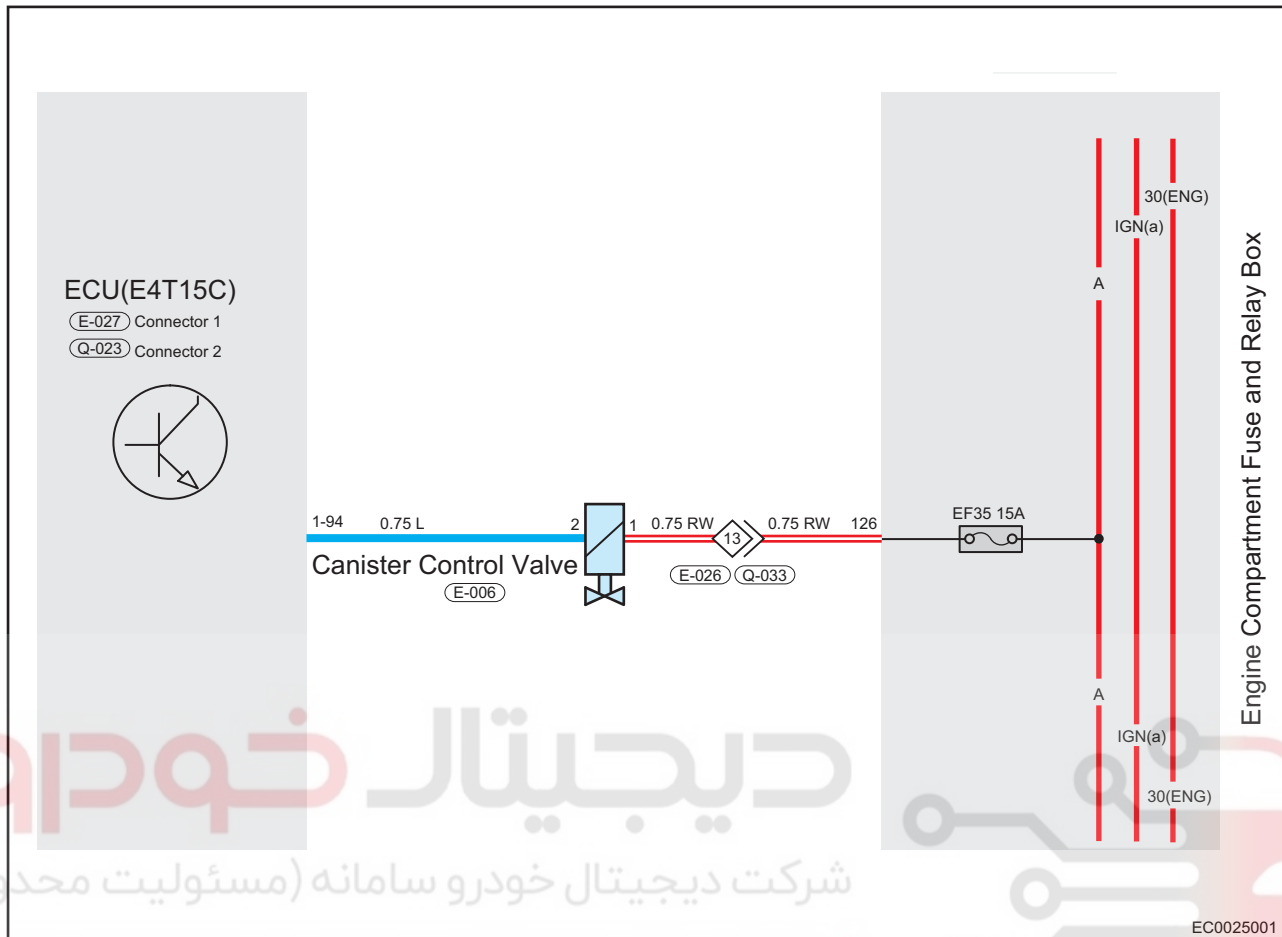 ECU(E4T15C)
E-027 Connector 1
Q-023 Connector 2
1-94 0.75 L 2
Canister Control Valve
E-006
1 0.75 RW 13 0.75 RW 126
E-026 Q-033
EF35 15A
30(ENG)
IGN(a)
A
A
IGN(a)
30(ENG)
Engine Compartment Fuse and Relay Box
دیجیتال خودرو
شرکت دیجیتال خودرو سامانه (مسئولیت
EC0025001